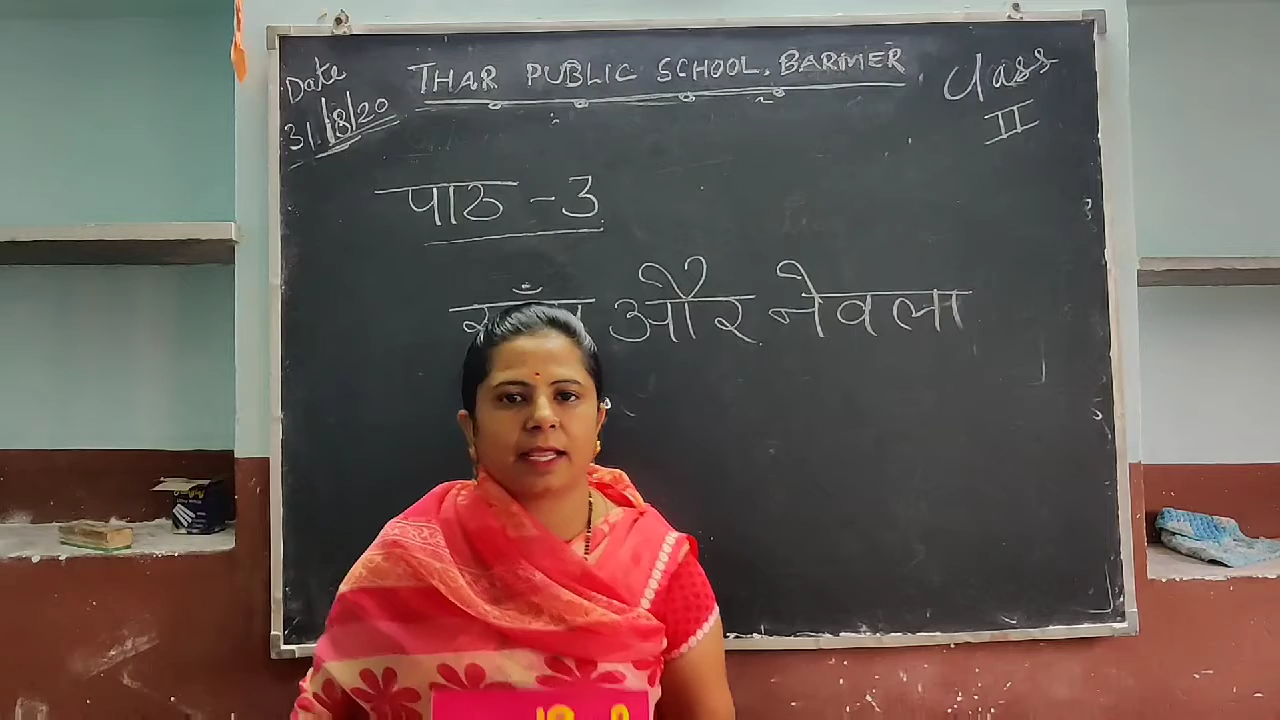 Date
31/8/20
THAR PUBLIC SCHOOL. BARMER
Class
II
पाठ - 3
और नेवला